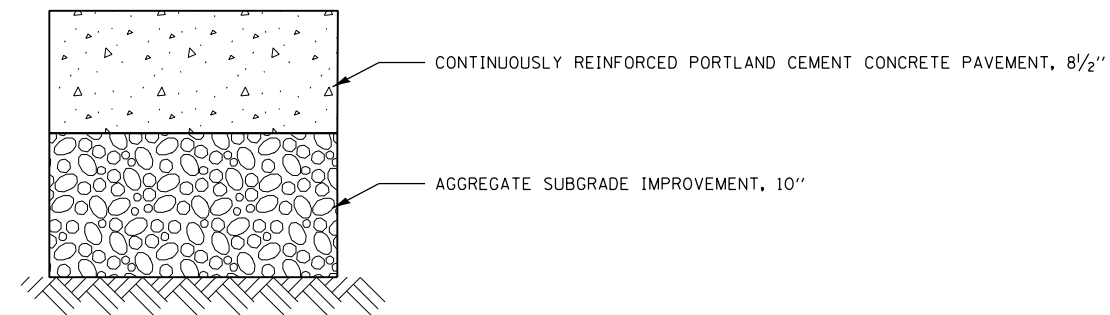 CONTINUOUSLY REINFORCED PORTLAND CEMENT CONCRETE PAVEMENT, 8½''
AGGREGATE SUBGRADE IMPROVEMENT, 10''